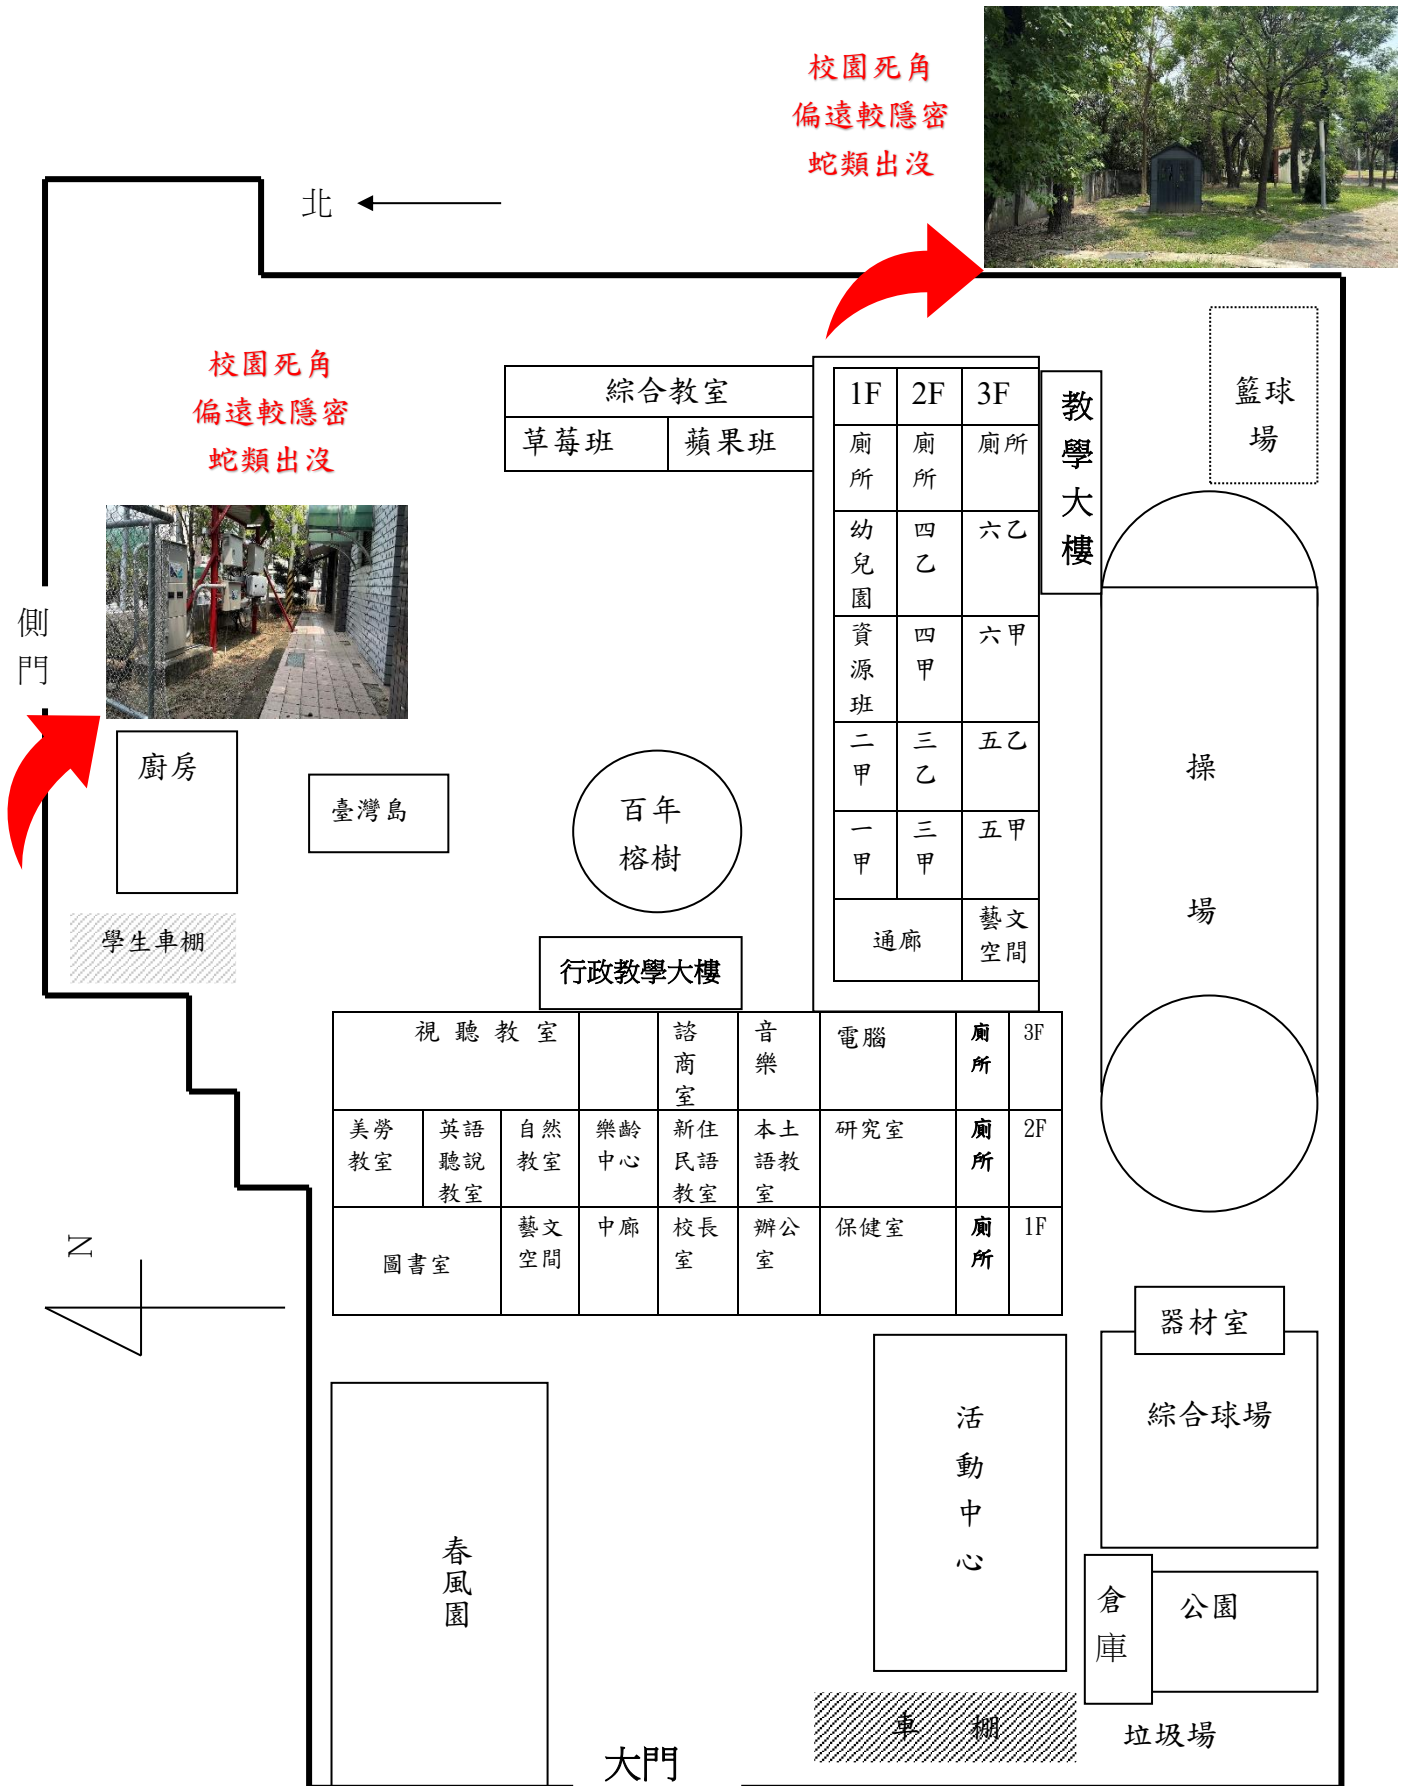 校園死角
偏遠較隱密
蛇類出沒
北
校園死角
偏遠較隱密
蛇類出沒
綜合教室
草莓班
蘋果班
1F
2F
3F
廁所
廁所
廁所
幼兒園
四乙
六乙
資源班
四甲
六甲
二甲
三乙
五乙
一甲
三甲
五甲
通廊
藝文
空間
教學大樓
籃球
場
側門
廚房
臺灣島
百年
榕樹
操場
學生車棚
行政教學大樓
視聽教室
諮商室
音樂
電腦
廁所
3F
美勞
教室
英語
聽說
教室
自然
教室
樂齡
中心
新住
民語
教室
本土
語教
室
研究室
廁所
2F
圖書室
藝文
空間
中廊
校長
室
辦公
室
保健室
廁所
1F
N
器材室
綜合球場
活動中心
春風園
倉庫
公園
車棚
垃圾場
大門